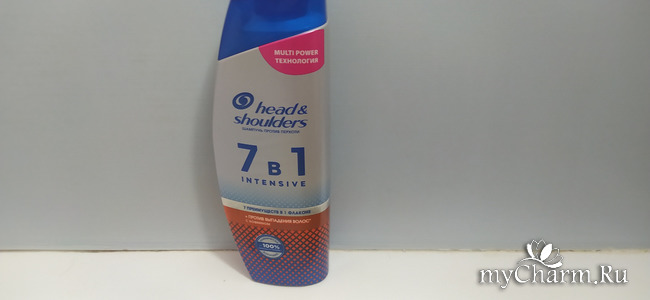 MULTI POWER
ТЕХНОЛОГИЯ
head&
shoulders
ШАМПУНЬ ПРОТИВ ПЕРХОТИ
7 в 1
INTENSIVE
7 ПРЕИМУЩЕСТВ В 1 ФЛАКОНЕ
ПРОТИВ ВЫПАДЕНИЯ ВОЛОС*
100%
myCharm.Ru